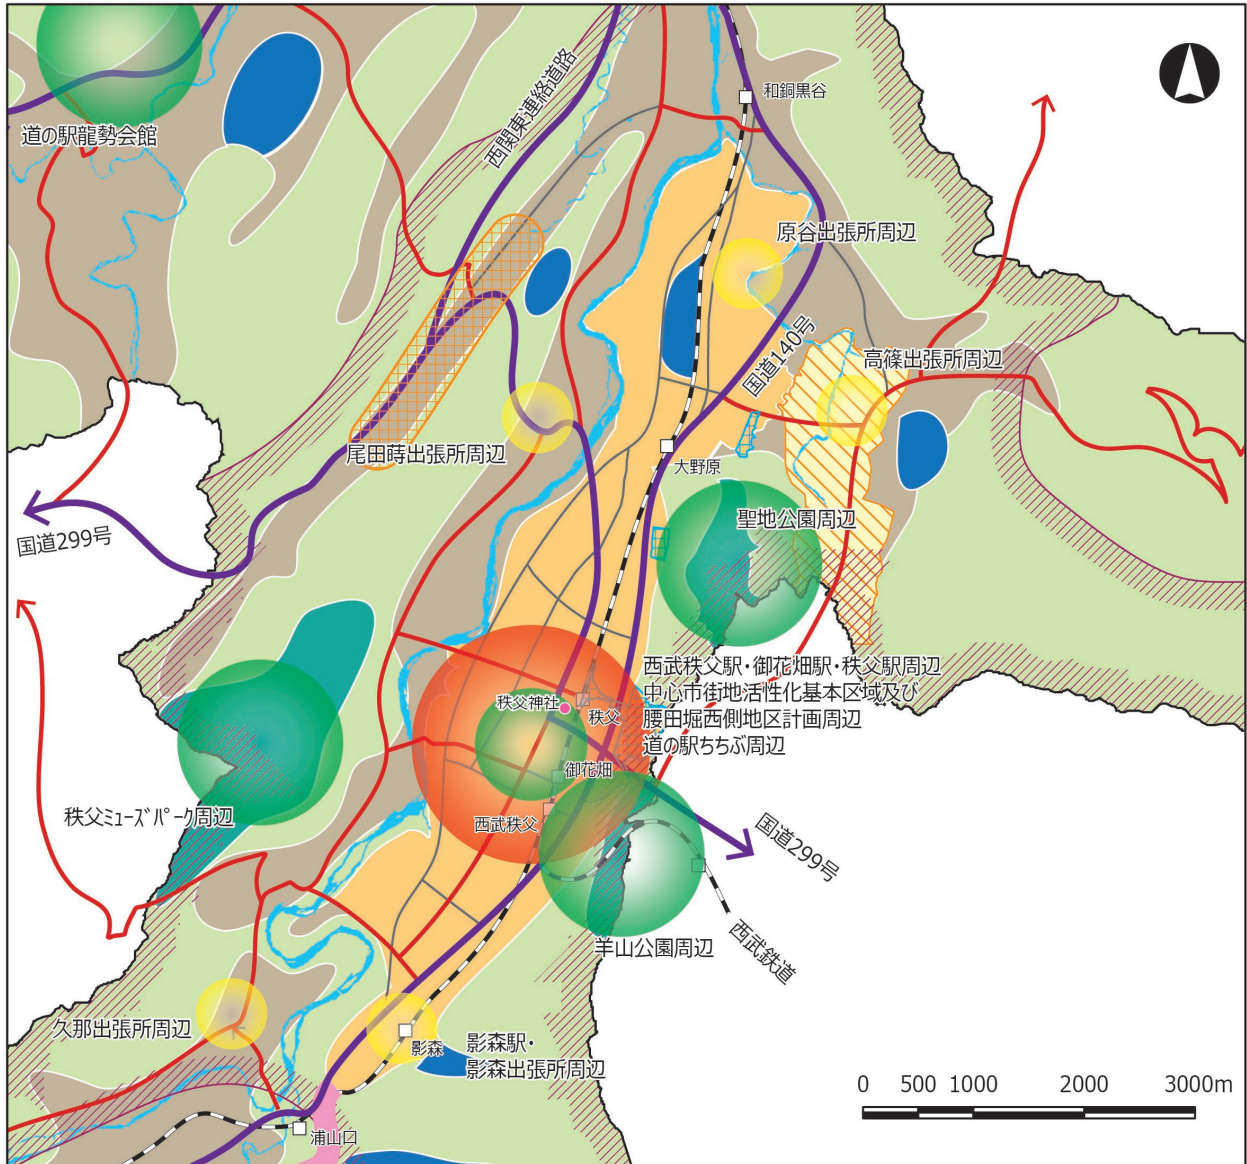 和銅黒谷
道の駅龍勢会館
西関東連絡道路
原谷出張所周辺
国道140号
高篠出張所周辺
尾田蒔出張所周辺
大野原
聖地公園周辺
国道299号
西武秩父駅・御花畑駅・秩父駅周辺
中心市街地活性化基本区域及び
腰田堀西側地区計画周辺
道の駅ちちぶ周辺
秩父神社
秩父
御花畑
西武秩父
秩父ミューズパーク周辺
国道299号
羊山公園周辺
西武鉄道
久那出張所周辺
影森
影森駅・
影森出張所周辺
浦山口
0 500 1000 2000 3000m